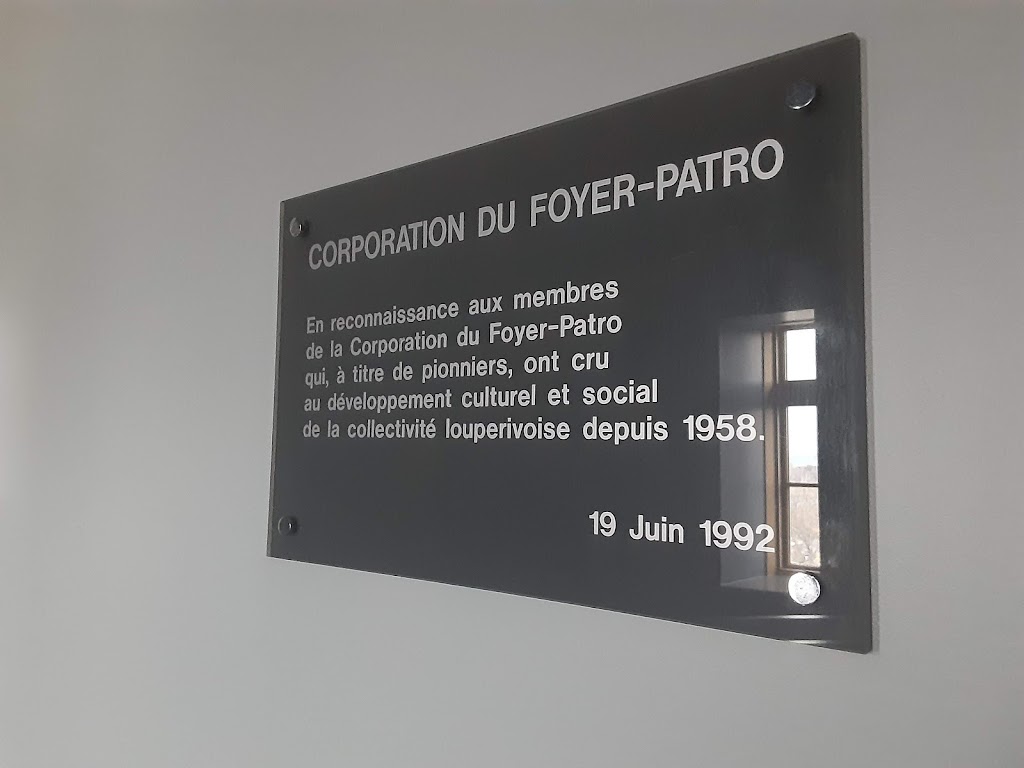 CORPORATION DU FOYER-PATRO
En reconnaissance aux membres
de la Corporation du Foyer-Patro
qui, à titre de pionniers, ont cru
au développement culturel et social
de la collectivité louperivoise depuis 1958.
19 Juin 1992